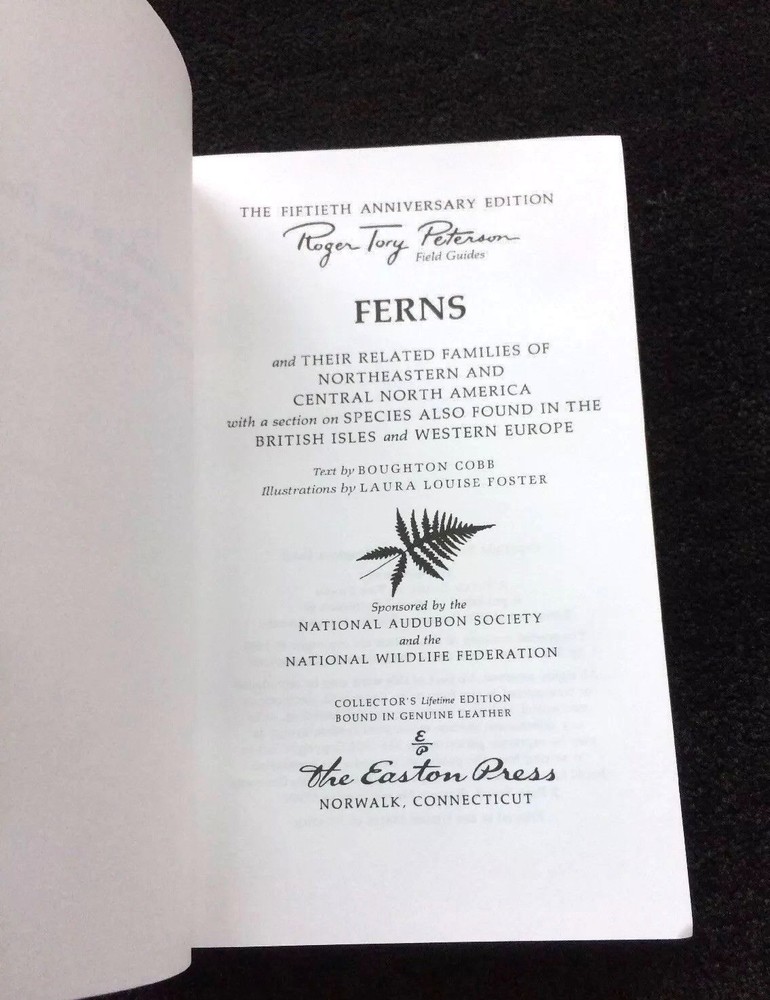 THE FIFTIETH ANNIVERSARY EDITION
Roger Tory Peterson
Field Guides
FERNS
and THEIR RELATED FAMILIES OF
NORTHEASTERN AND
CENTRAL NORTH AMERICA
with a section on SPECIES ALSO FOUND IN THE
BRITISH ISLES and WESTERN EUROPE
Text by BOUGHTON COBB
Illustrations by LAURA LOUISE FOSTER
Sponsored by the
NATIONAL AUDUBON SOCIETY
and the
NATIONAL WILDLIFE FEDERATION
COLLECTOR'S Lifetime EDITION
BOUND IN GENUINE LEATHER
E
P
The Easton Press
NORWALK, CONNECTICUT